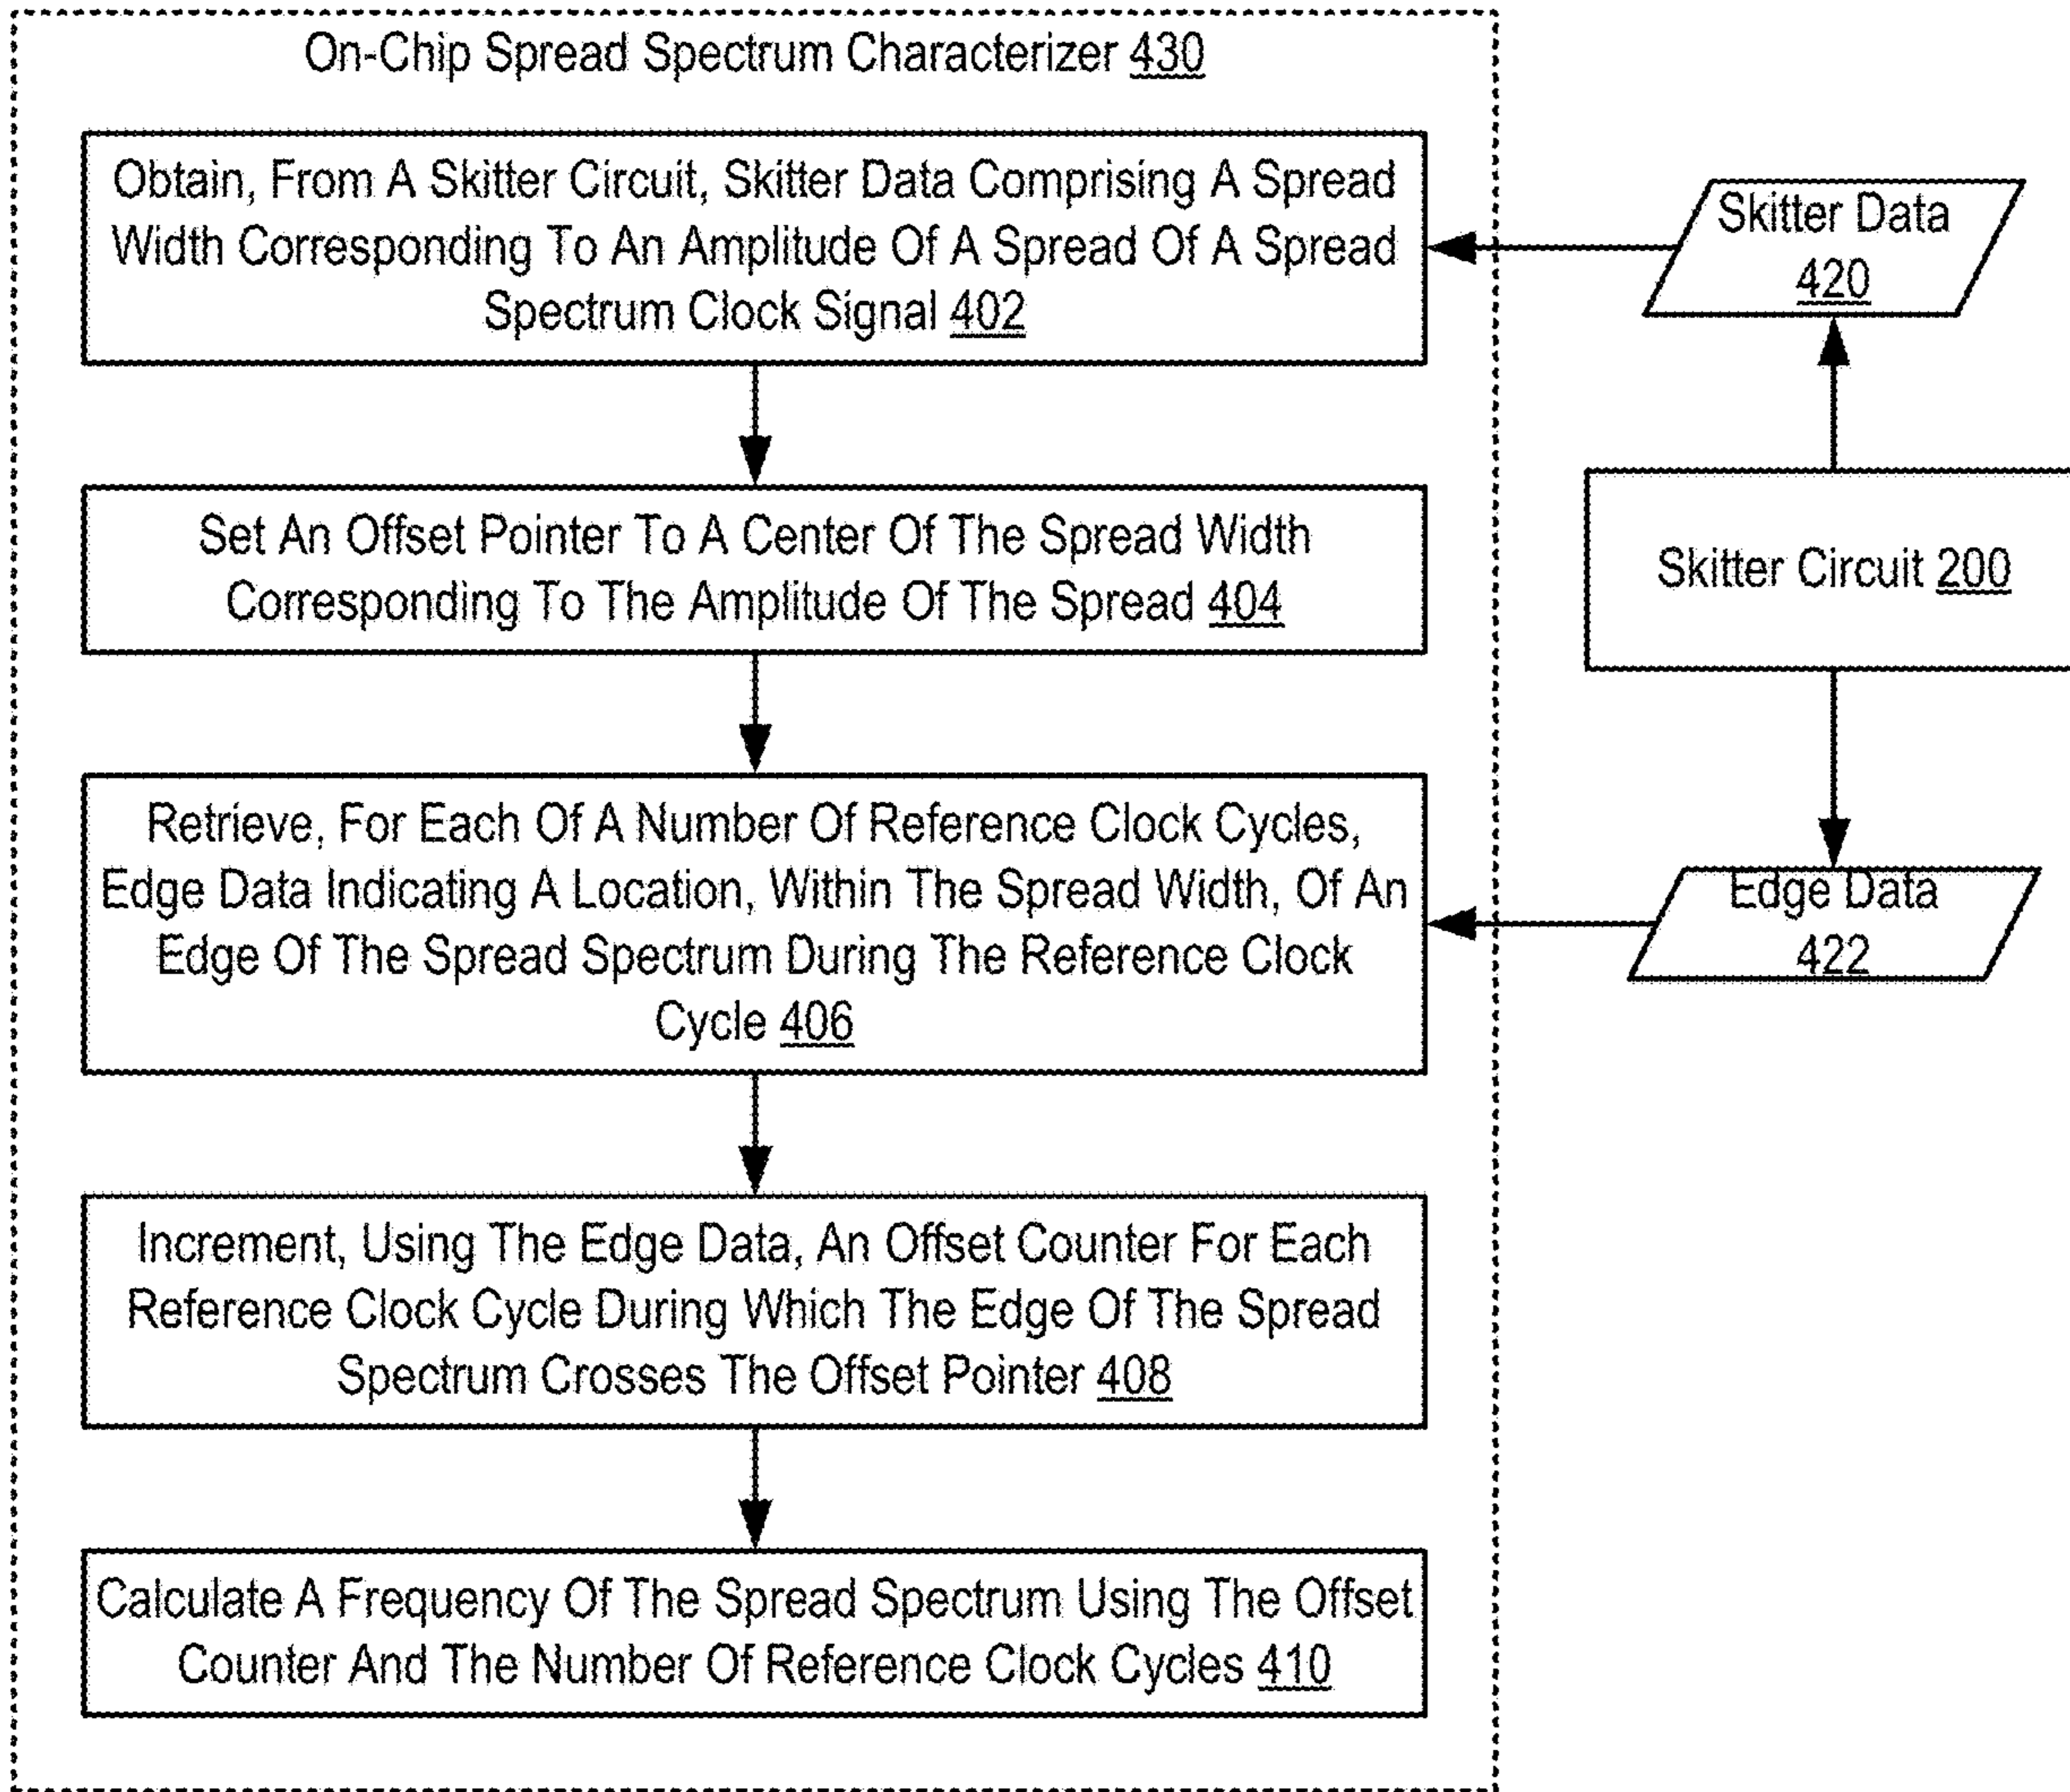 On-Chip Spread Spectrum Characterizer 430
Obtain, From A Skitter Circuit, Skitter Data Comprising A Spread
Width Corresponding To An Amplitude Of A Spread Of A Spread
Spectrum Clock Signal 402
Skitter Data
420
Set An Offset Pointer To A Center Of The Spread Width
Corresponding To The Amplitude Of The Spread 404
Skitter Circuit 200
Retrieve, For Each Of A Number Of Reference Clock Cycles,
Edge Data Indicating A Location, Within The Spread Width, Of An
Edge Of The Spread Spectrum During The Reference Clock
Cycle 406
Edge Data
422
Increment, Using The Edge Data, An Offset Counter For Each
Reference Clock Cycle During Which The Edge Of The Spread
Spectrum Crosses The Offset Pointer 408
Calculate A Frequency Of The Spread Spectrum Using The Offset
Counter And The Number Of Reference Clock Cycles 410